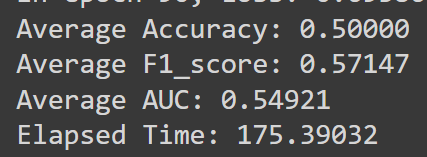 Average Accuracy: 0.50000
Average F1_score: 0.57147
Average AUC: 0.54921
Elapsed Time: 175.39032